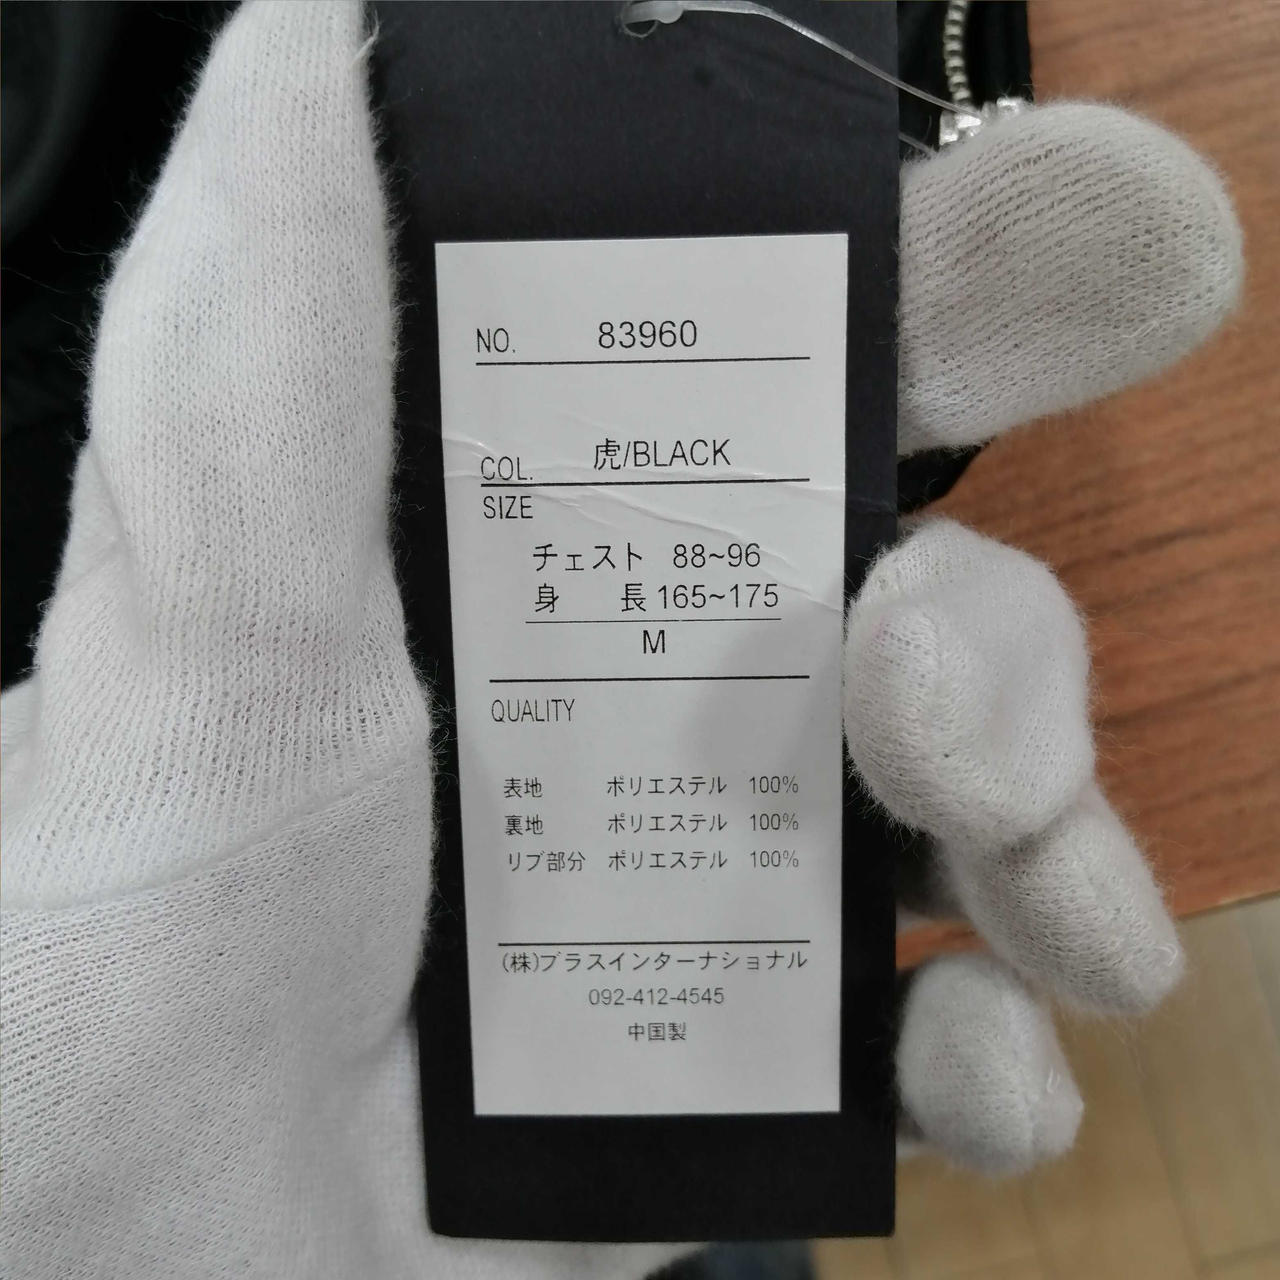 NO. 83960
COL. 虎/BLACK
SIZE
チェスト 88~96
身 長 165~175
M
QUALITY
表地 ポリエステル 100%
裏地 ポリエステル 100%
リブ部分 ポリエステル 100%
(株)プラスインターナショナル
092-412-4545
中国製